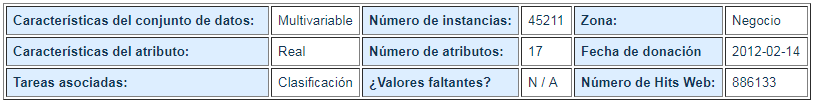 Características del conjunto de datos: Multivariable Número de instancias: 45211 Zona: Negocio
Características del atributo: Real Número de atributos: 17 Fecha de donación 2012-02-14
Tareas asociadas: Clasificación ¿Valores faltantes? N / A Número de Hits Web: 886133